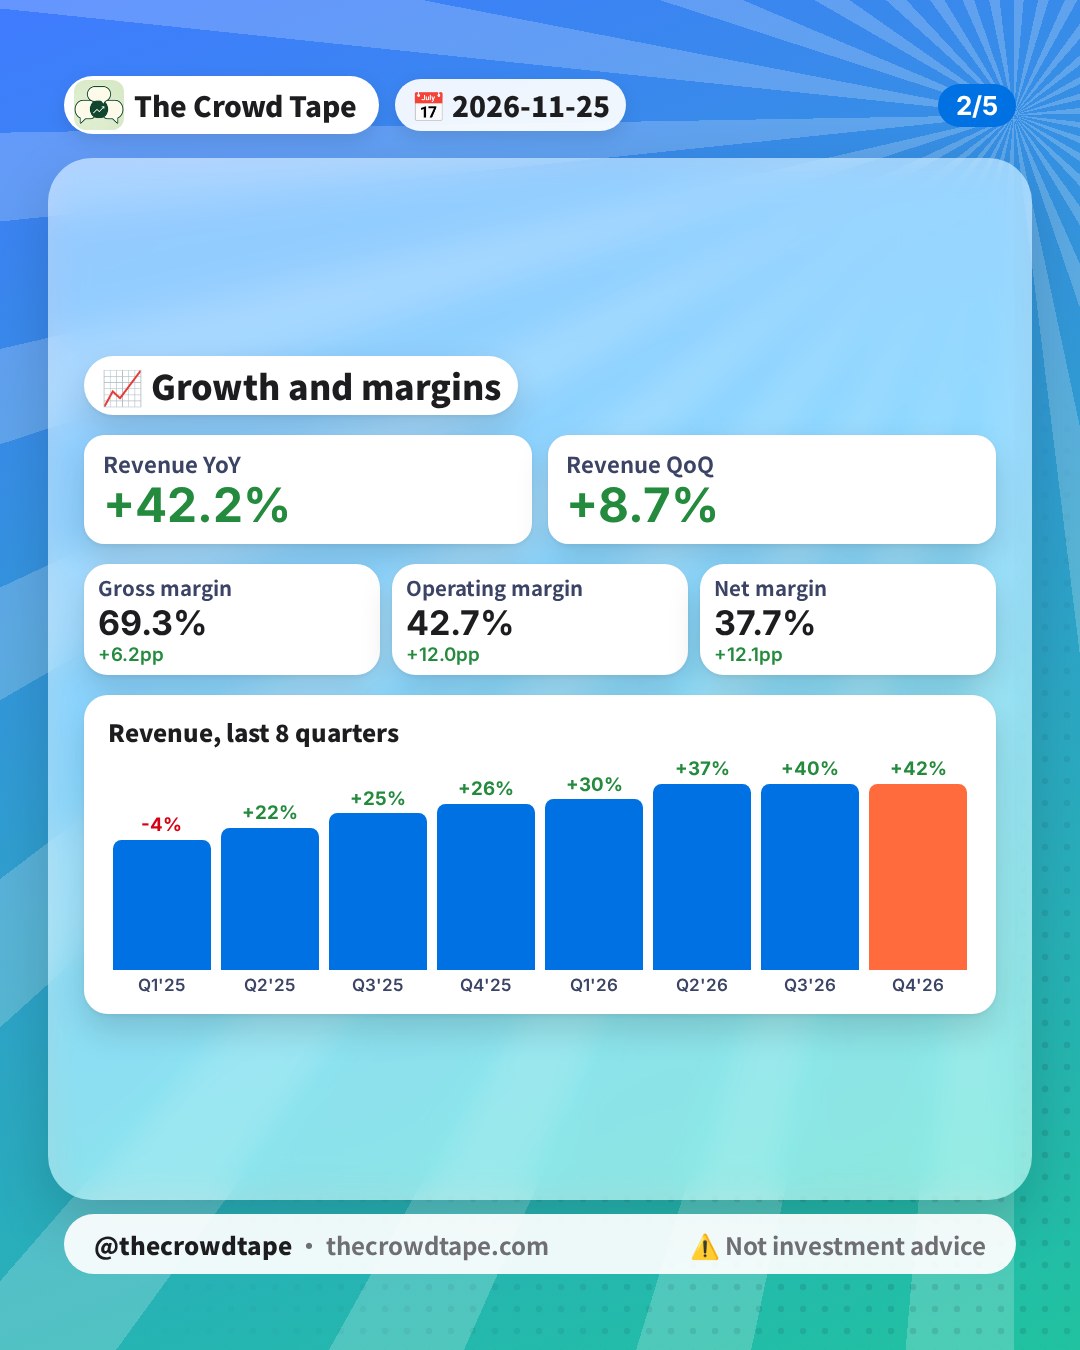 The Crowd Tape
2026-11-25
2/5
Growth and margins
Revenue YoY
+42.2%
Revenue QoQ
+8.7%
Gross margin
69.3%
+6.2pp
Operating margin
42.7%
+12.0pp
Net margin
37.7%
+12.1pp
Revenue, last 8 quarters
-4% +22% +25% +26% +30% +37% +40% +42%
Q1'25 Q2'25 Q3'25 Q4'25 Q1'26 Q2'26 Q3'26 Q4'26
@thecrowdtape • thecrowdtape.com
⚠️ Not investment advice